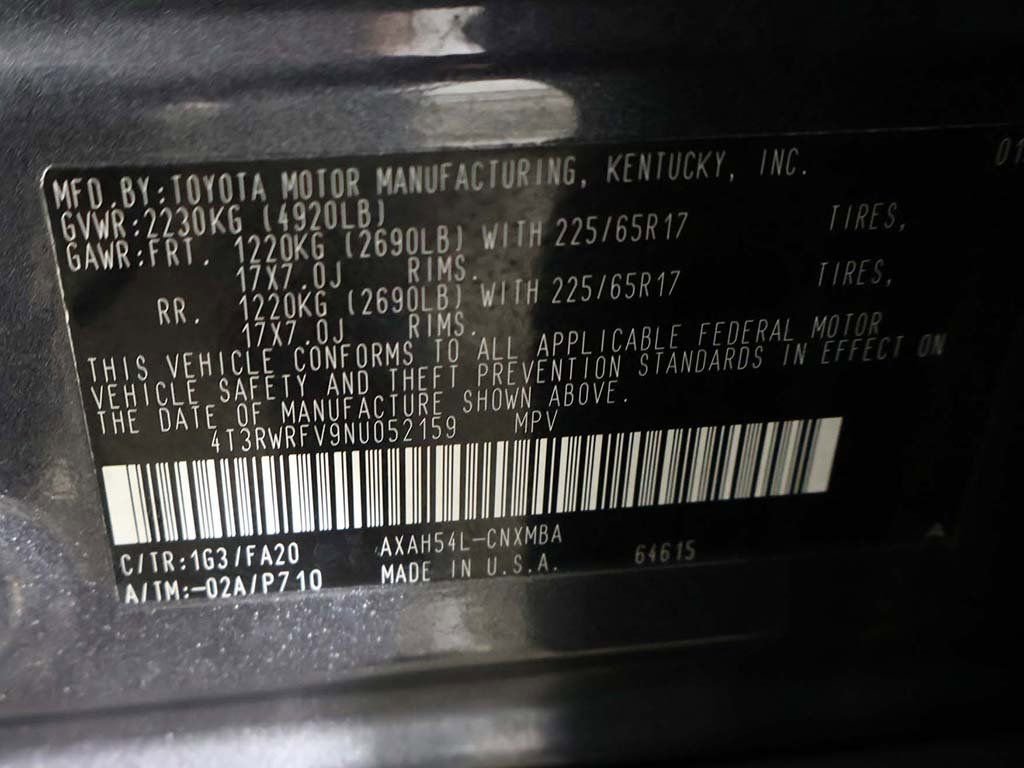 01
MFD.BY:TOYOTA MOTOR MANUFACTURING, KENTUCKY, INC.
GVWR:2230KG (4920LB)
GAWR:FRT. 1220KG (2690LB) WITH 225/65R17 TIRES,
17X7.0J RIMS.
RR. 1220KG (2690LB) WITH 225/65R17 TIRES,
17X7.0J RIMS.
THIS VEHICLE CONFORMS TO ALL APPLICABLE FEDERAL MOTOR
VEHICLE SAFETY AND THEFT PREVENTION STANDARDS IN EFFECT ON
THE DATE OF MANUFACTURE SHOWN ABOVE.
4T3RWRFV9NU052159 MPV
C/TR:1G3/FA20 AXAH54L-CNXMBA 64615
A/TM:-02A/P710 MADE IN U.S.A.